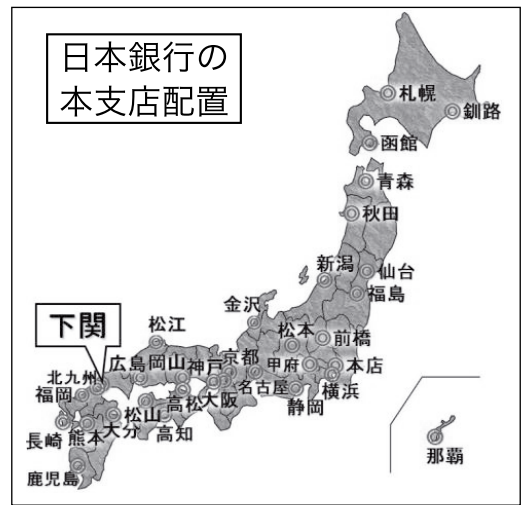 日本銀行の
本支店配置
札幌
釧路
函館
青森
秋田
仙台
新潟
福島
金沢
松本
前橋
下関
松江
広島
岡山
神戸
京都
甲府
本店
北九州
名古屋
横浜
福岡
高松
大阪
静岡
松山
高知
長崎
熊本
大分
鹿児島
那覇